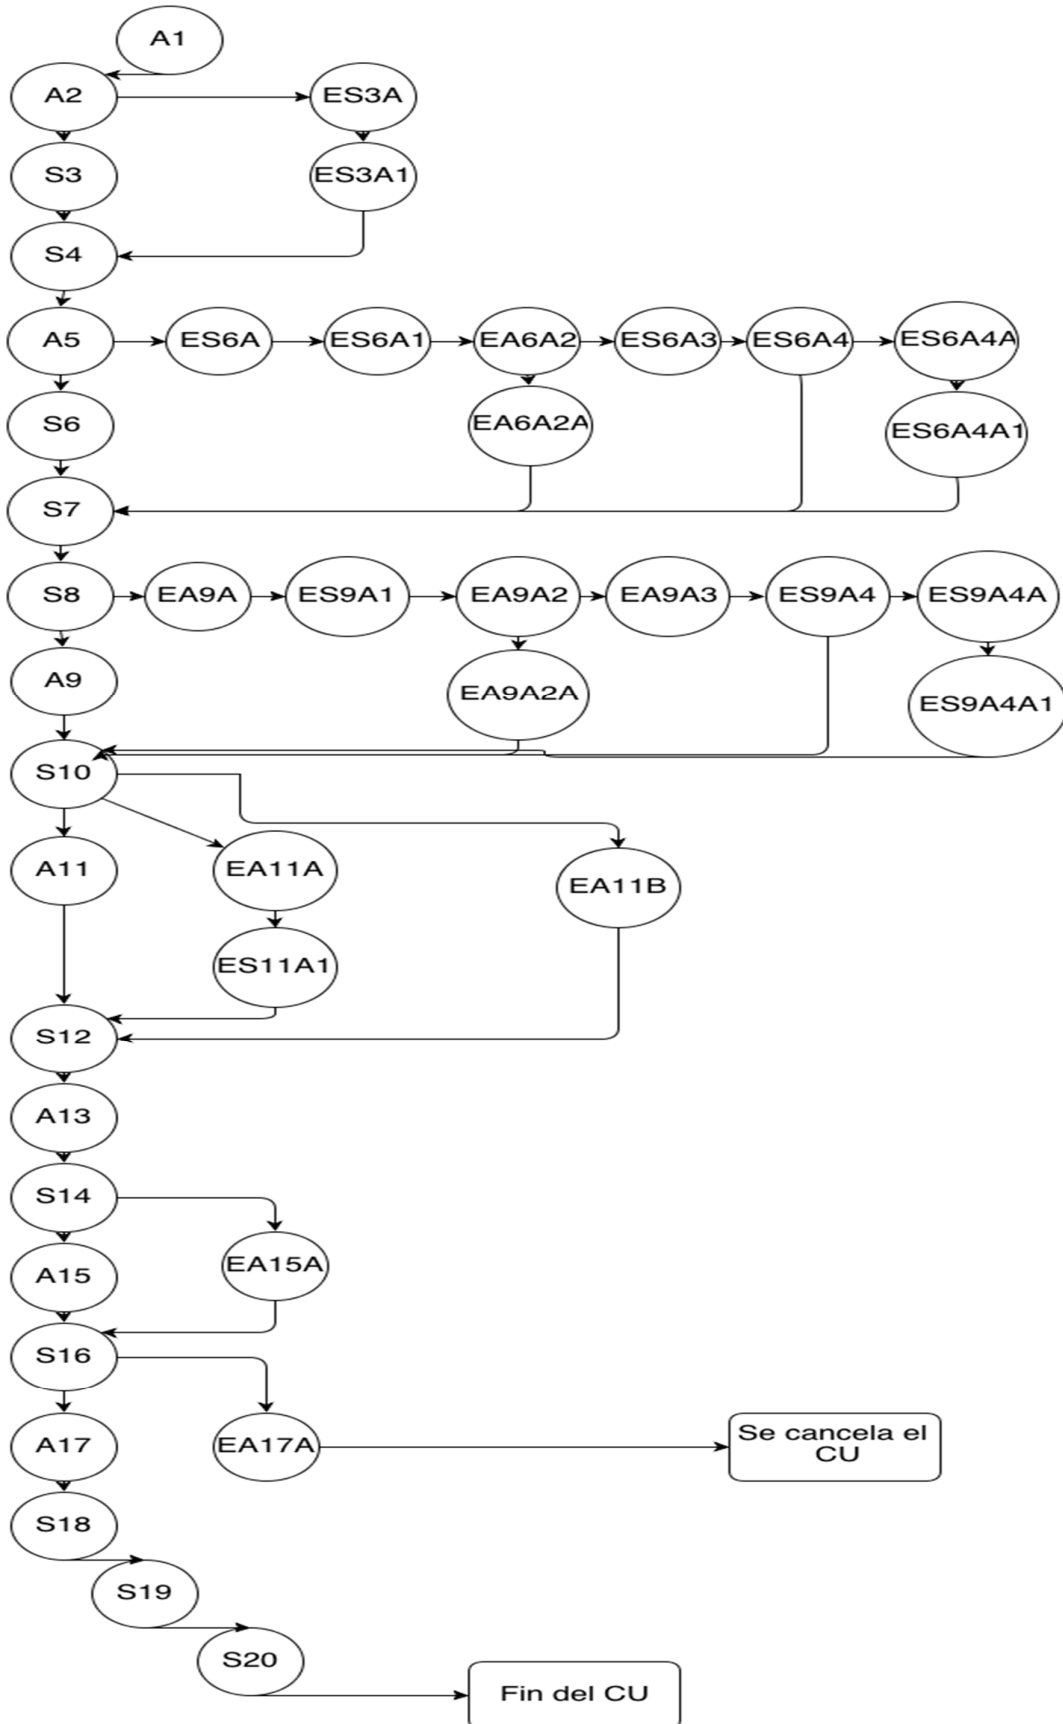 A1
A2
ES3A
S3
ES3A1
S4
A5
ES6A
ES6A1
EA6A2
ES6A3
ES6A4
ES6A4A
S6
EA6A2A
ES6A4A1
S7
S8
EA9A
ES9A1
EA9A2
EA9A3
ES9A4
ES9A4A
A9
EA9A2A
ES9A4A1
S10
A11
EA11A
EA11B
ES11A1
S12
A13
S14
A15
EA15A
S16
A17
EA17A
Se cancela el
CU
S18
S19
S20
Fin del CU